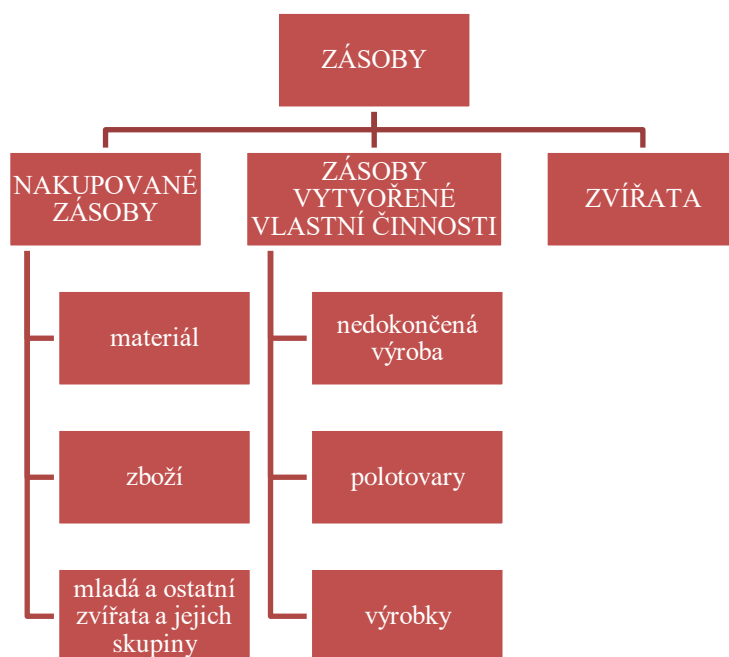 ZÁSOBY
NAKUPOVANÉ
ZÁSOBY
ZÁSOBY
VYTVOŘENÉ
VLASTNÍ ČINNOSTI
ZVÍŘATA
materiál
zboží
mladá a ostatní
zvířata a jejich
skupiny
nedokončená
výroba
polotovary
výrobky